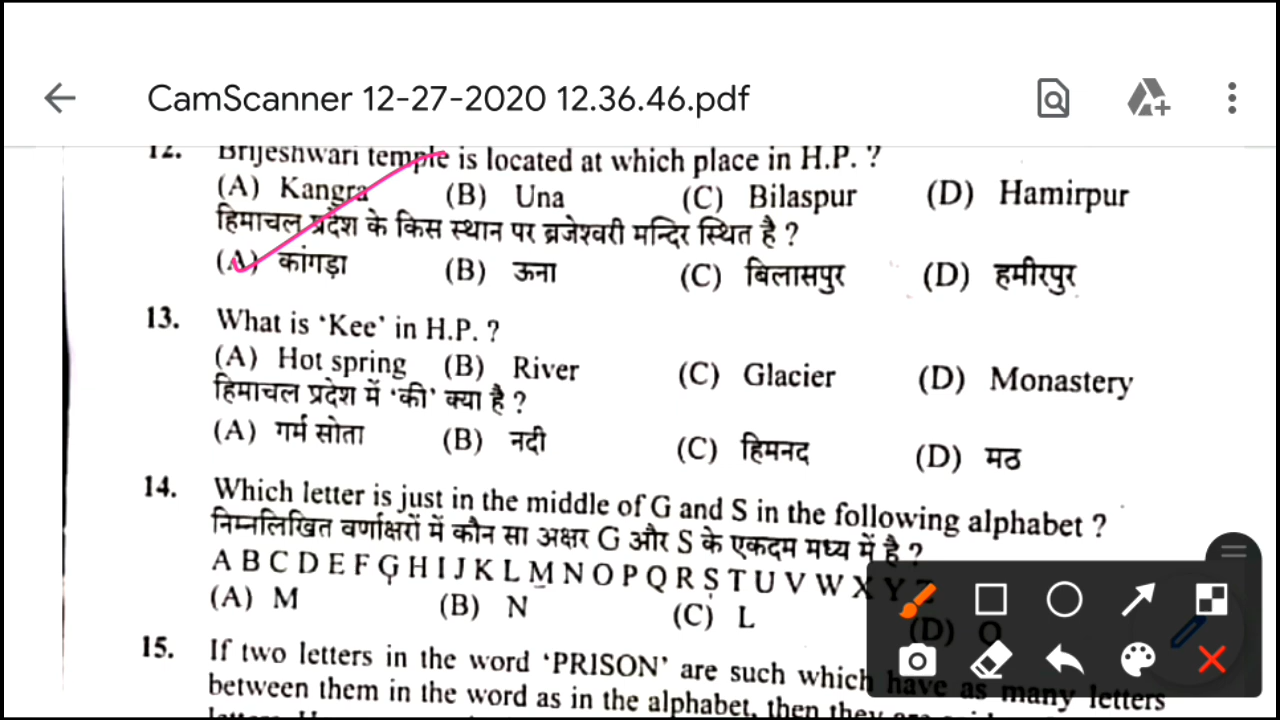 CamScanner 12-27-2020 12.36.46.pdf
12. Brijeshwari temple is located at which place in H.P. ?
(A) Kangra (B) Una (C) Bilaspur (D) Hamirpur
हिमाचल प्रदेश के किस स्थान पर ब्रजेश्वरी मन्दिर स्थित है ?
(A) कांगड़ा (B) ऊना (C) बिलासपुर (D) हमीरपुर
13. What is 'Kee' in H.P. ?
(A) Hot spring (B) River (C) Glacier (D) Monastery
हिमाचल प्रदेश में 'की' क्या है ?
(A) गर्म सोता (B) नदी (C) हिमनद (D) मठ
14. Which letter is just in the middle of G and S in the following alphabet ?
निम्नलिखित वर्णाक्षरों में कौन सा अक्षर G और S के एकदम मध्य में है ?
A B C D E F G H I J K L M N O P Q R S T U V W X Y Z
(A) M (B) N (C) L (D)
15. If two letters in the word 'PRISON' are such which have as many letters
between them in the word as in the alphabet, then they